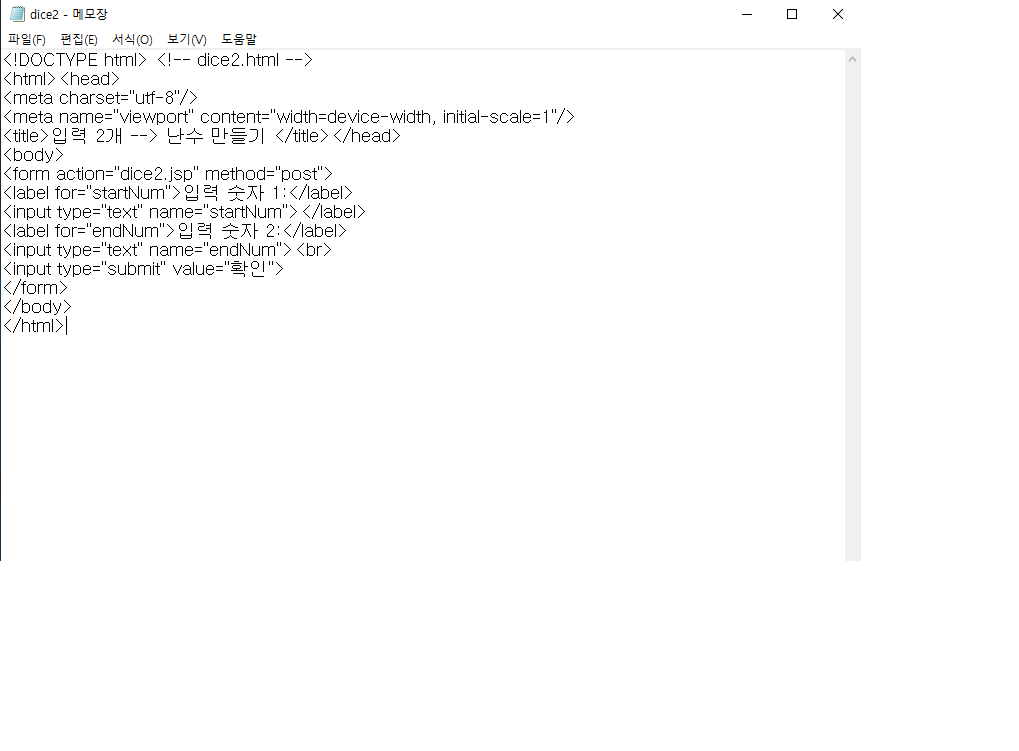 dice2 - 메모장
파일(F) 편집(E) 서식(O) 보기(V) 도움말
<!DOCTYPE html> <!-- dice2.html -->
<html><head>
<meta charset="utf-8"/>
<meta name="viewport" content="width=device-width, initial-scale=1"/>
<title>입력 2개 --> 난수 만들기 </title></head>
<body>
<form action="dice2.jsp" method="post">
<label for="startNum">입력 숫자 1:</label>
<input type="text" name="startNum"></label>
<label for="endNum">입력 숫자 2:</label>
<input type="text" name="endNum"><br>
<input type="submit" value="확인">
</form>
</body>
</html>